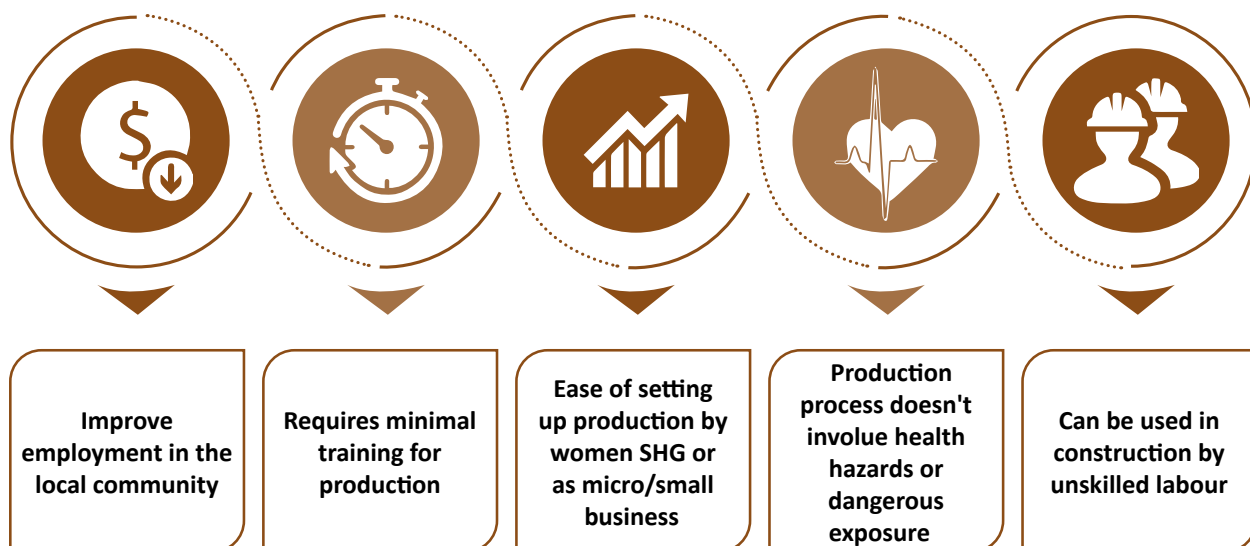 $
Improve
employment in the
local community
Requires minimal
training for
production
Ease of setting
up production by
women SHG or
as micro/small
business
Production
process doesn't
involue health
hazards or
dangerous
exposure
Can be used in
construction by
unskilled labour